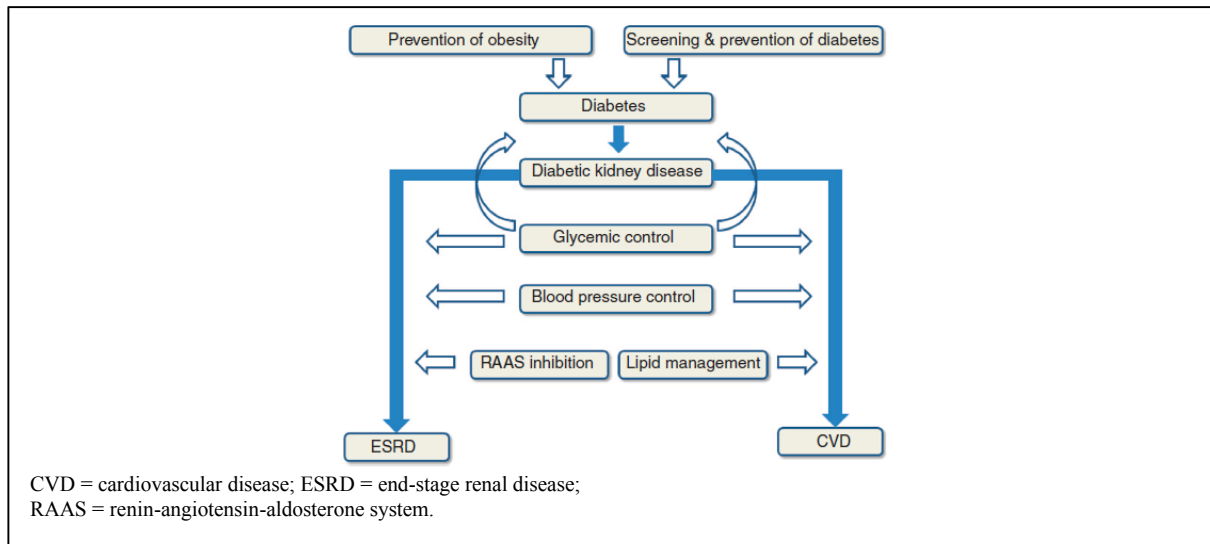 Prevention of obesity
Screening & prevention of diabetes
Diabetes
Diabetic kidney disease
Glycemic control
Blood pressure control
RAAS inhibition
Lipid management
ESRD
CVD
CVD = cardiovascular disease; ESRD = end-stage renal disease;
RAAS = renin-angiotensin-aldosterone system.